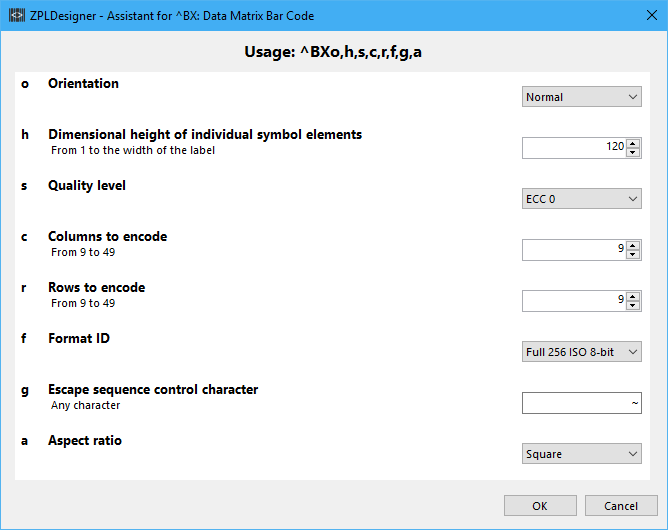 ZPLDesigner - Assistant for ^BX: Data Matrix Bar Code
Usage: ^BXo,h,s,c,r,f,g,a
o Orientation Normal
h Dimensional height of individual symbol elements 120
From 1 to the width of the label
s Quality level ECC 0
c Columns to encode 9
From 9 to 49
r Rows to encode 9
From 9 to 49
f Format ID Full 256 ISO 8-bit
g Escape sequence control character ~
Any character
a Aspect ratio Square
OK Cancel